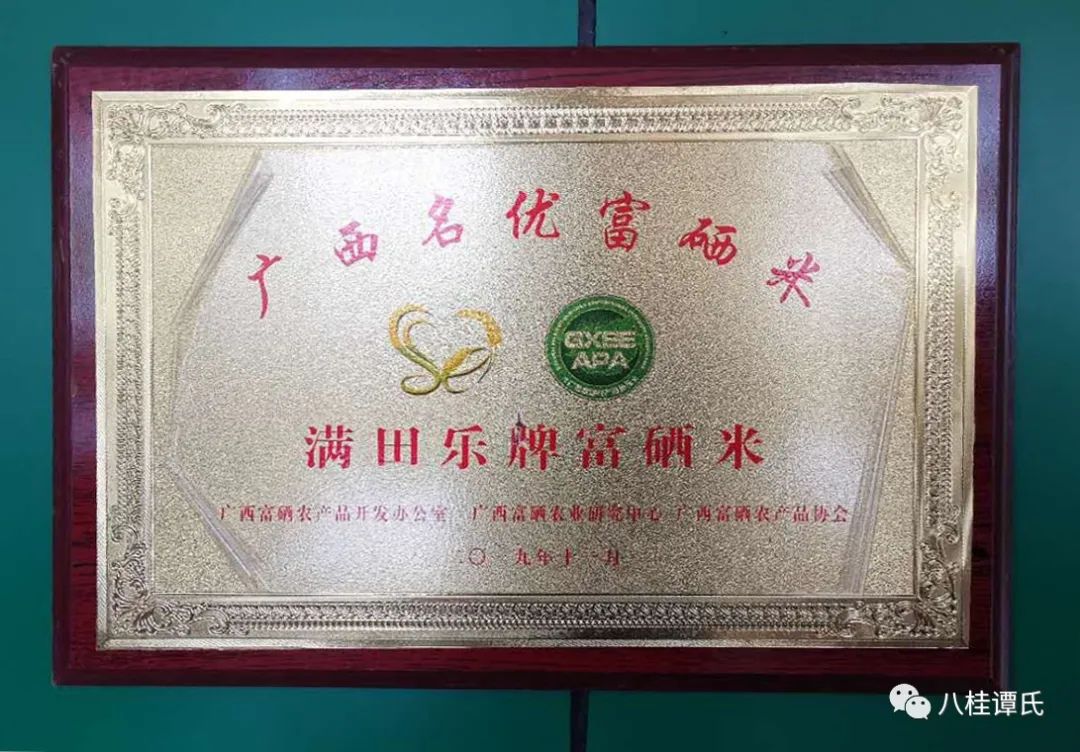 广西名优富硒米
GXSE
APA
满田乐牌富硒米
广西富硒农产品开发办公室 广西富硒农业研究中心 广西富硒农产品协会
二〇一九年十一月
八桂谭氏